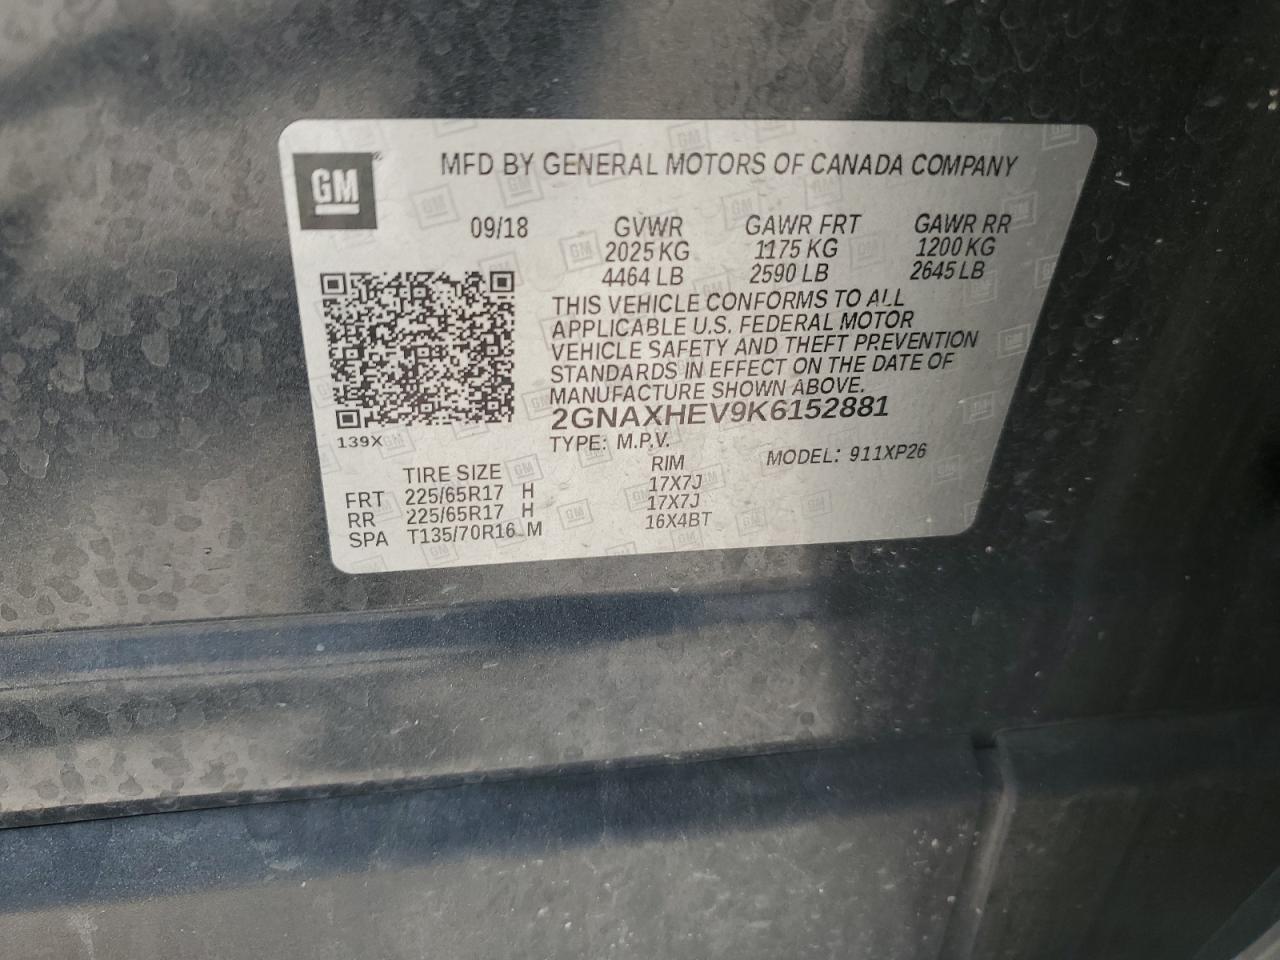 GM
MFD BY GENERAL MOTORS OF CANADA COMPANY
09/18 GVWR GAWR FRT GAWR RR
2025 KG 1175 KG 1200 KG
4464 LB 2590 LB 2645 LB
THIS VEHICLE CONFORMS TO ALL
APPLICABLE U.S. FEDERAL MOTOR
VEHICLE SAFETY AND THEFT PREVENTION
STANDARDS IN EFFECT ON THE DATE OF
MANUFACTURE SHOWN ABOVE.
2GNAXHEV9K6152881
139X
TYPE: M.P.V. MODEL: 911XP26
TIRE SIZE RIM
FRT 225/65R17 H 17X7J
RR 225/65R17 H 17X7J
SPA T135/70R16 M 16X4BT